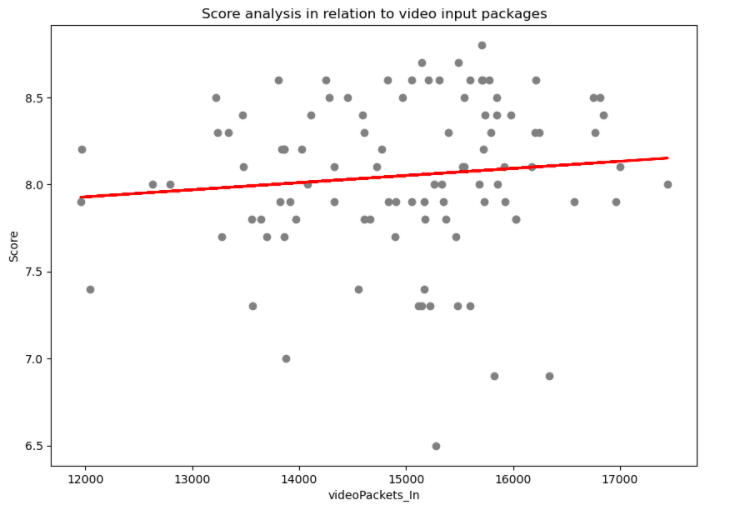 Score analysis in relation to video input packages
8.5
8.0
7.5
7.0
6.5
Score
12000 13000 14000 15000 16000 17000
videoPackets_In